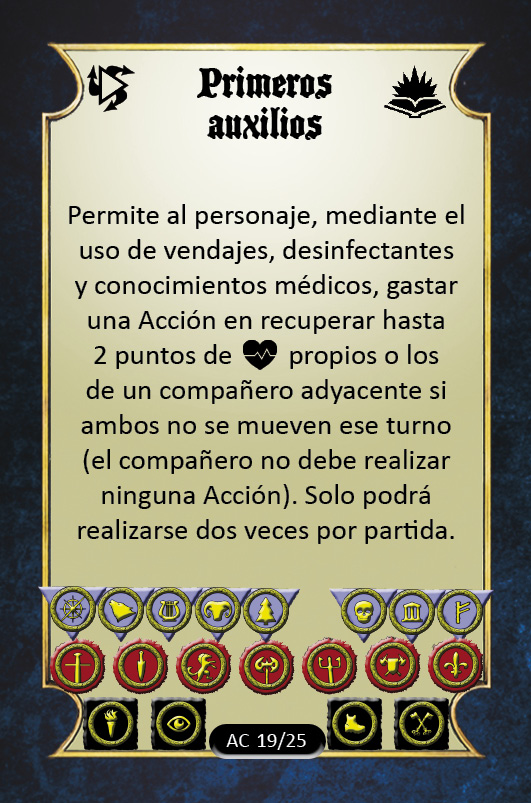 Primeros
auxilios
Permite al personaje, mediante el
uso de vendajes, desinfectantes
y conocimientos médicos, gastar
una Acción en recuperar hasta
2 puntos de propios o los
de un compañero adyacente si
ambos no se mueven ese turno
(el compañero no debe realizar
ninguna Acción). Solo podrá
realizarse dos veces por partida.
AC 19/25